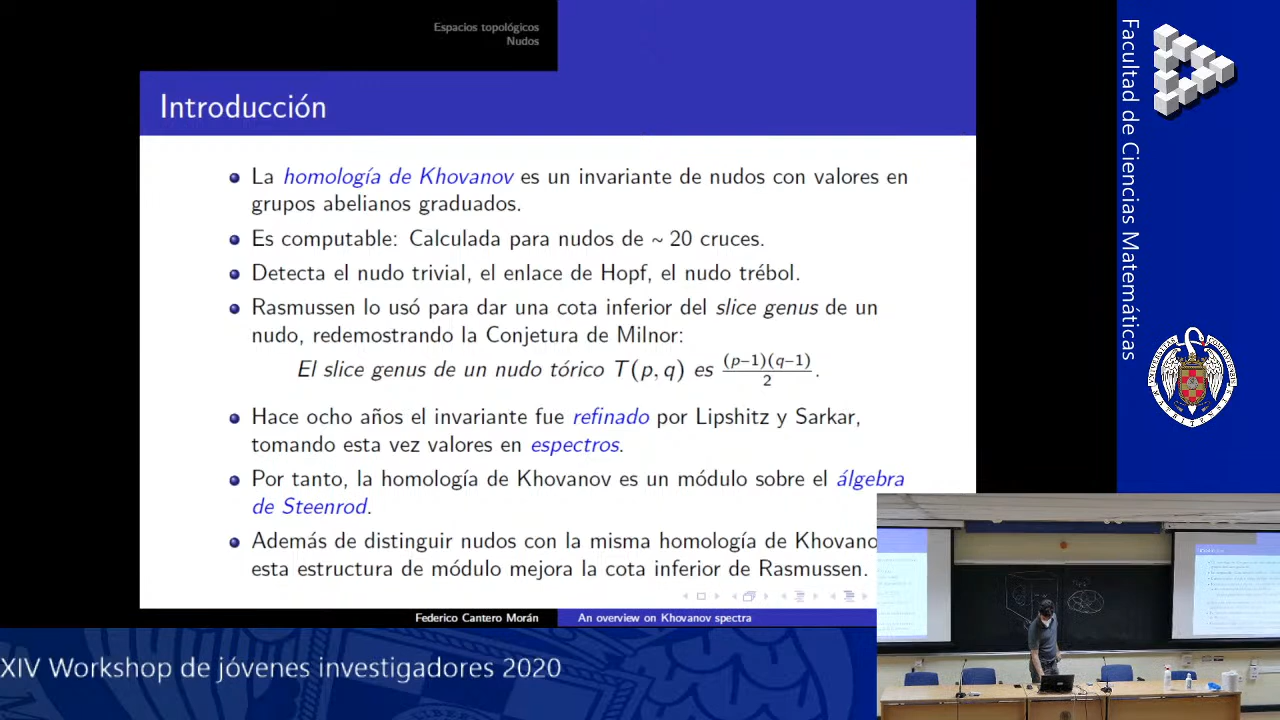 Espacios topológicos
Nudos
Introducción
La homología de Khovanov es un invariante de nudos con valores en
grupos abelianos graduados.
Es computable: Calculada para nudos de ~ 20 cruces.
Detecta el nudo trivial, el enlace de Hopf, el nudo trébol.
Rasmussen lo usó para dar una cota inferior del slice genus de un
nudo, redemostrando la Conjetura de Milnor:
El slice genus de un nudo tórico T(p, q) es (p−1)(q−1)/2.
Hace ocho años el invariante fue refinado por Lipshitz y Sarkar,
tomando esta vez valores en espectros.
Por tanto, la homología de Khovanov es un módulo sobre el álgebra
de Steenrod.
Además de distinguir nudos con la misma homología de Khovano
esta estructura de módulo mejora la cota inferior de Rasmussen.
Federico Cantero Morán
An overview on Khovanov spectra
XIV Workshop de jóvenes investigadores 2020
Facultad de Ciencias Matemáticas